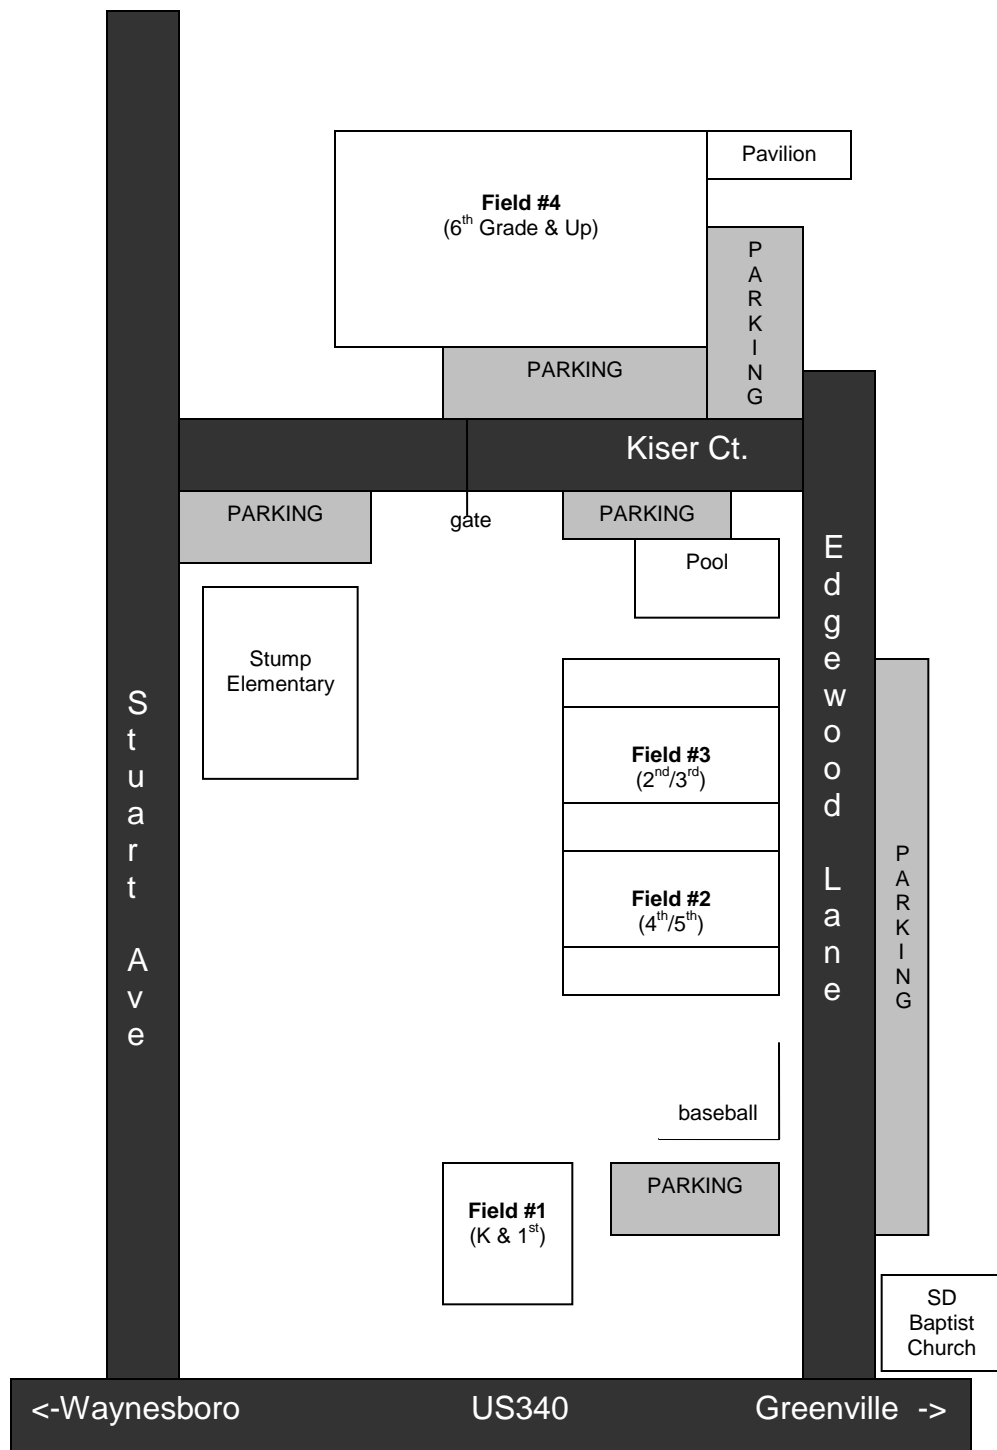 Pavilion
Field #4
(6th Grade & Up)
PARKING
PARKING
Kiser Ct.
PARKING
gate
PARKING
Pool
Stump
Elementary
Stuart Ave
Edgewood Lane
Field #3
(2nd/3rd)
Field #2
(4th/5th)
PARKING
baseball
PARKING
Field #1
(K & 1st)
SD
Baptist
Church
<-Waynesboro US340 Greenville ->